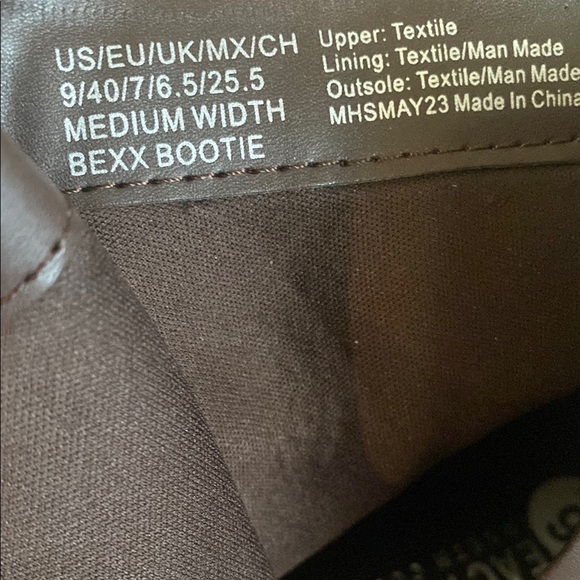 US/EU/UK/MX/CH
9/40/7/6.5/25.5
MEDIUM WIDTH
BEXX BOOTIE
Upper: Textile
Lining: Textile/Man Made
Outsole: Textile/Man Made
MHSMAY23 Made In China